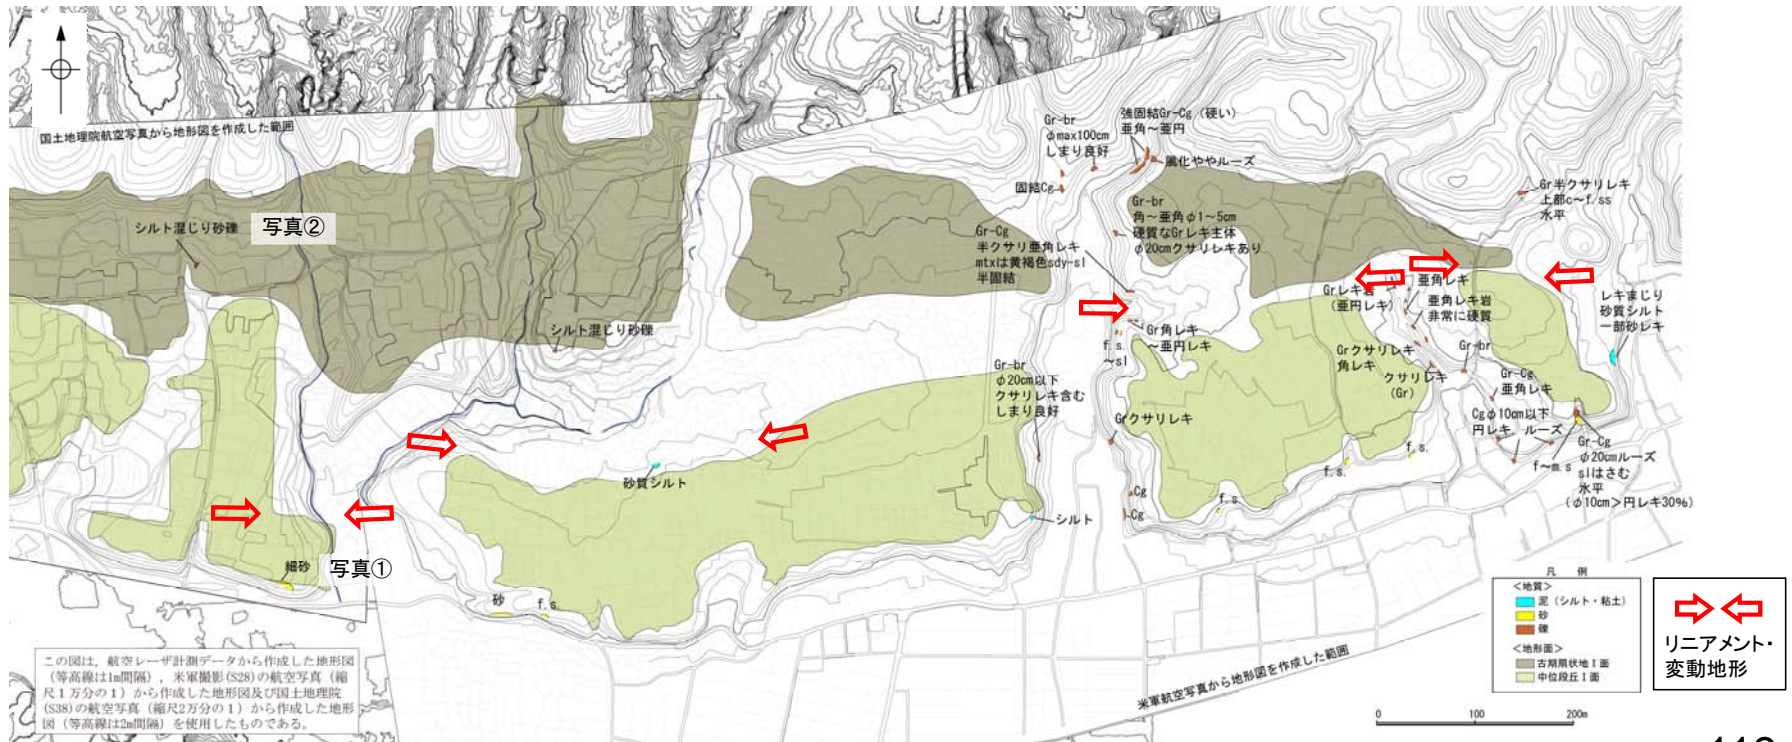 国土地理院航空写真から地形図を作成した範囲
写真②
シルト混じり砂礫
シルト混じり砂礫
Gr-br
φmax100cm
しまり良好
強固結Gr-Cg（硬い）
亜角～亜円
風化ややルーズ
固結Cg
Gr-br
角～亜角φ1～5cm
硬質なGrレキ主体
φ20cmクサリレキあり
Gr-Cg
半クサリ亜角レキ
mtxは黄褐色sdy-sl
半固結
Gr半クサリレキ
上部c～f.ss
水平
Grレキ岩
（亜円レキ）
亜角レキ
亜角レキ岩
非常に硬質
レキまじり
砂質シルト
一部砂レキ
f.s.
～sl
Gr角レキ
～亜円レキ
Gr-br
φ20cm以下
クサリレキ含む
しまり良好
Grクサリレキ
角レキ
クサリレキ
(Gr)
Gr-br
Gr-Cg
亜角レキ
Grクサリレキ
Cgφ10cm以下
円レキ，ルーズ
f～m.s
Gr-Cg
φ20cmルーズ
slはさむ
水平
(φ10cm＞円レキ30%)
砂質シルト
シルト
Cg
Cg
f.s.
f.s.
f.s.
細砂
写真①
砂
f.s.
米軍航空写真から地形図を作成した範囲
この図は，航空レーザ計測データから作成した地形図
（等高線は1m間隔），米軍撮影(S28)の航空写真（縮
尺1万分の1）から作成した地形図及び国土地理院
(S38)の航空写真（縮尺2万分の1）から作成した地形
図（等高線は2m間隔）を使用したものである。
凡 例
＜地質＞
泥（シルト・粘土）
砂
礫
＜地形面＞
古期扇状地Ⅰ面
中位段丘Ⅰ面
リニアメント・
変動地形
0 100 200m